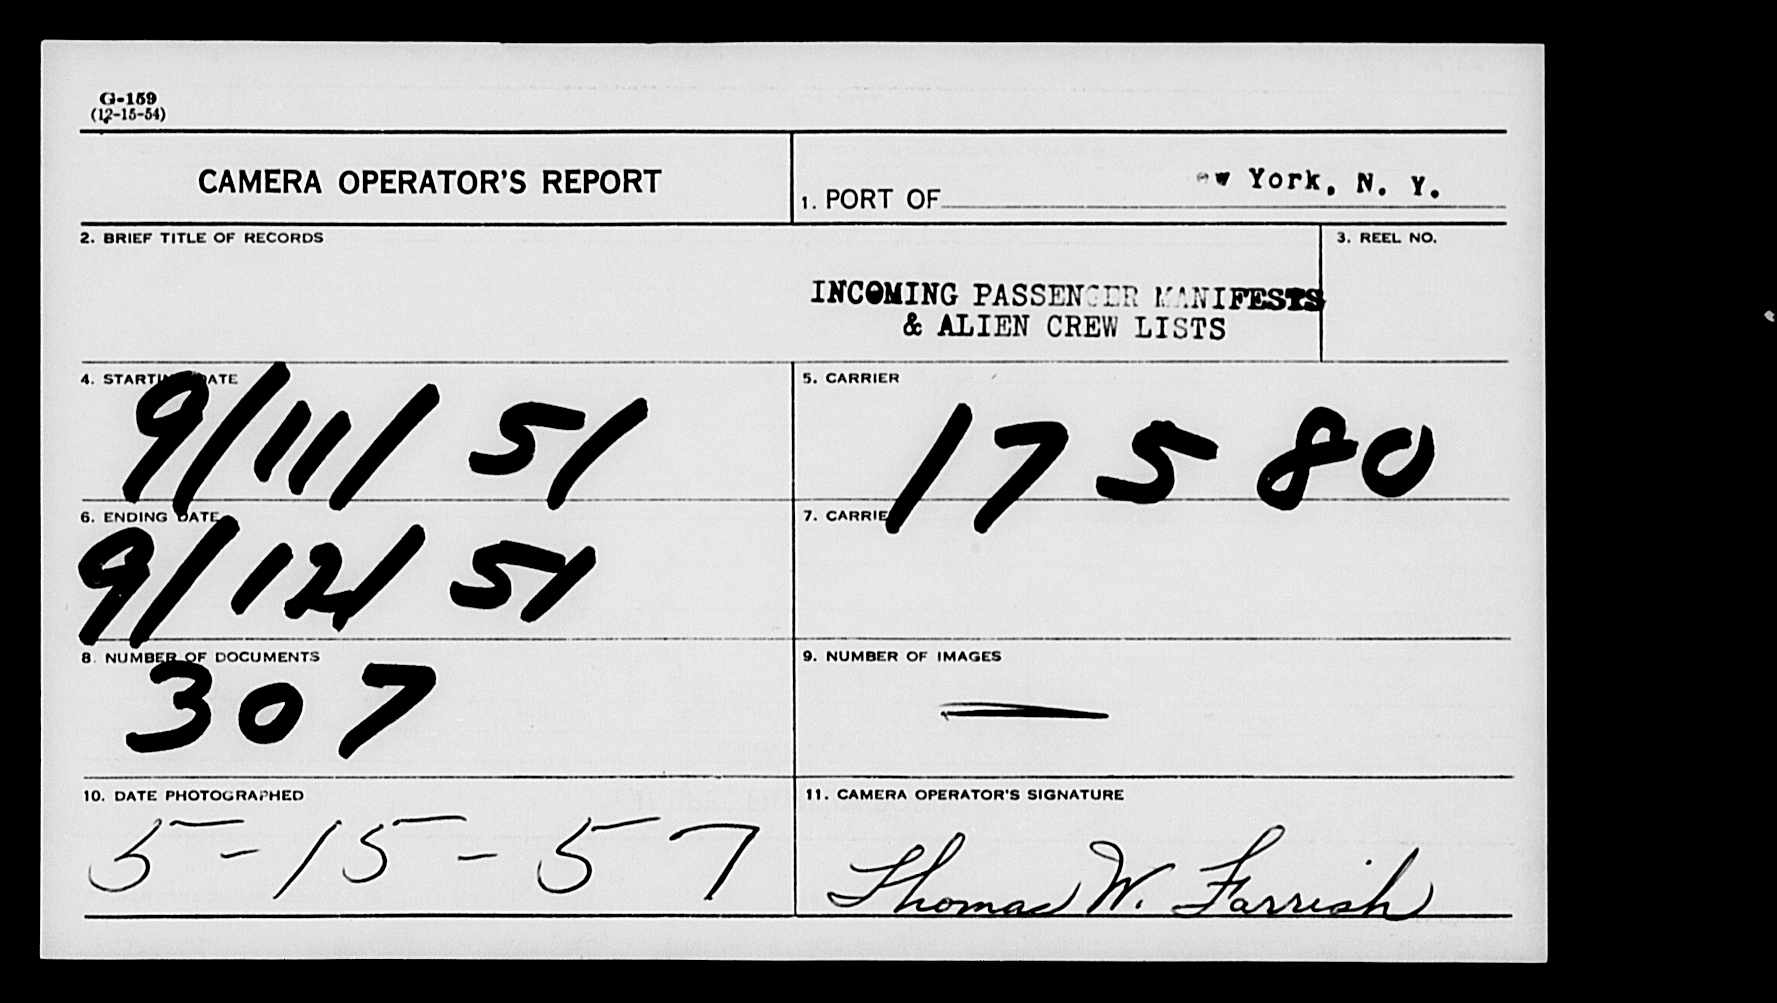 G-159
(12-15-54)
CAMERA OPERATOR'S REPORT
1. PORT OF
York, N. Y.
2. BRIEF TITLE OF RECORDS
INCOMING PASSENGER MANIFESTS
& ALIEN CREW LISTS
3. REEL NO.
4. STARTING DATE
9/11/51
5. CARRIER
17580
6. ENDING DATE
9/12/51
7. CARRIE
8. NUMBER OF DOCUMENTS
307
9. NUMBER OF IMAGES
—
10. DATE PHOTOGRAPHED
5-15-57
11. CAMERA OPERATOR'S SIGNATURE
Thomas W. Farrish